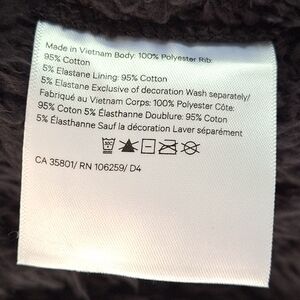 Made in Vietnam Body: 100% Polyester Rib:
95% Cotton
5% Elastane Lining: 95% Cotton
5% Elastane Exclusive of decoration Wash separately/
Fabriqué au Vietnam Corps: 100% Polyester Côte:
95% Coton 5% Élasthanne Doublure: 95% Coton
5% Élasthanne Sauf la décoration Laver séparément
CA 35801/ RN 106259/ D4